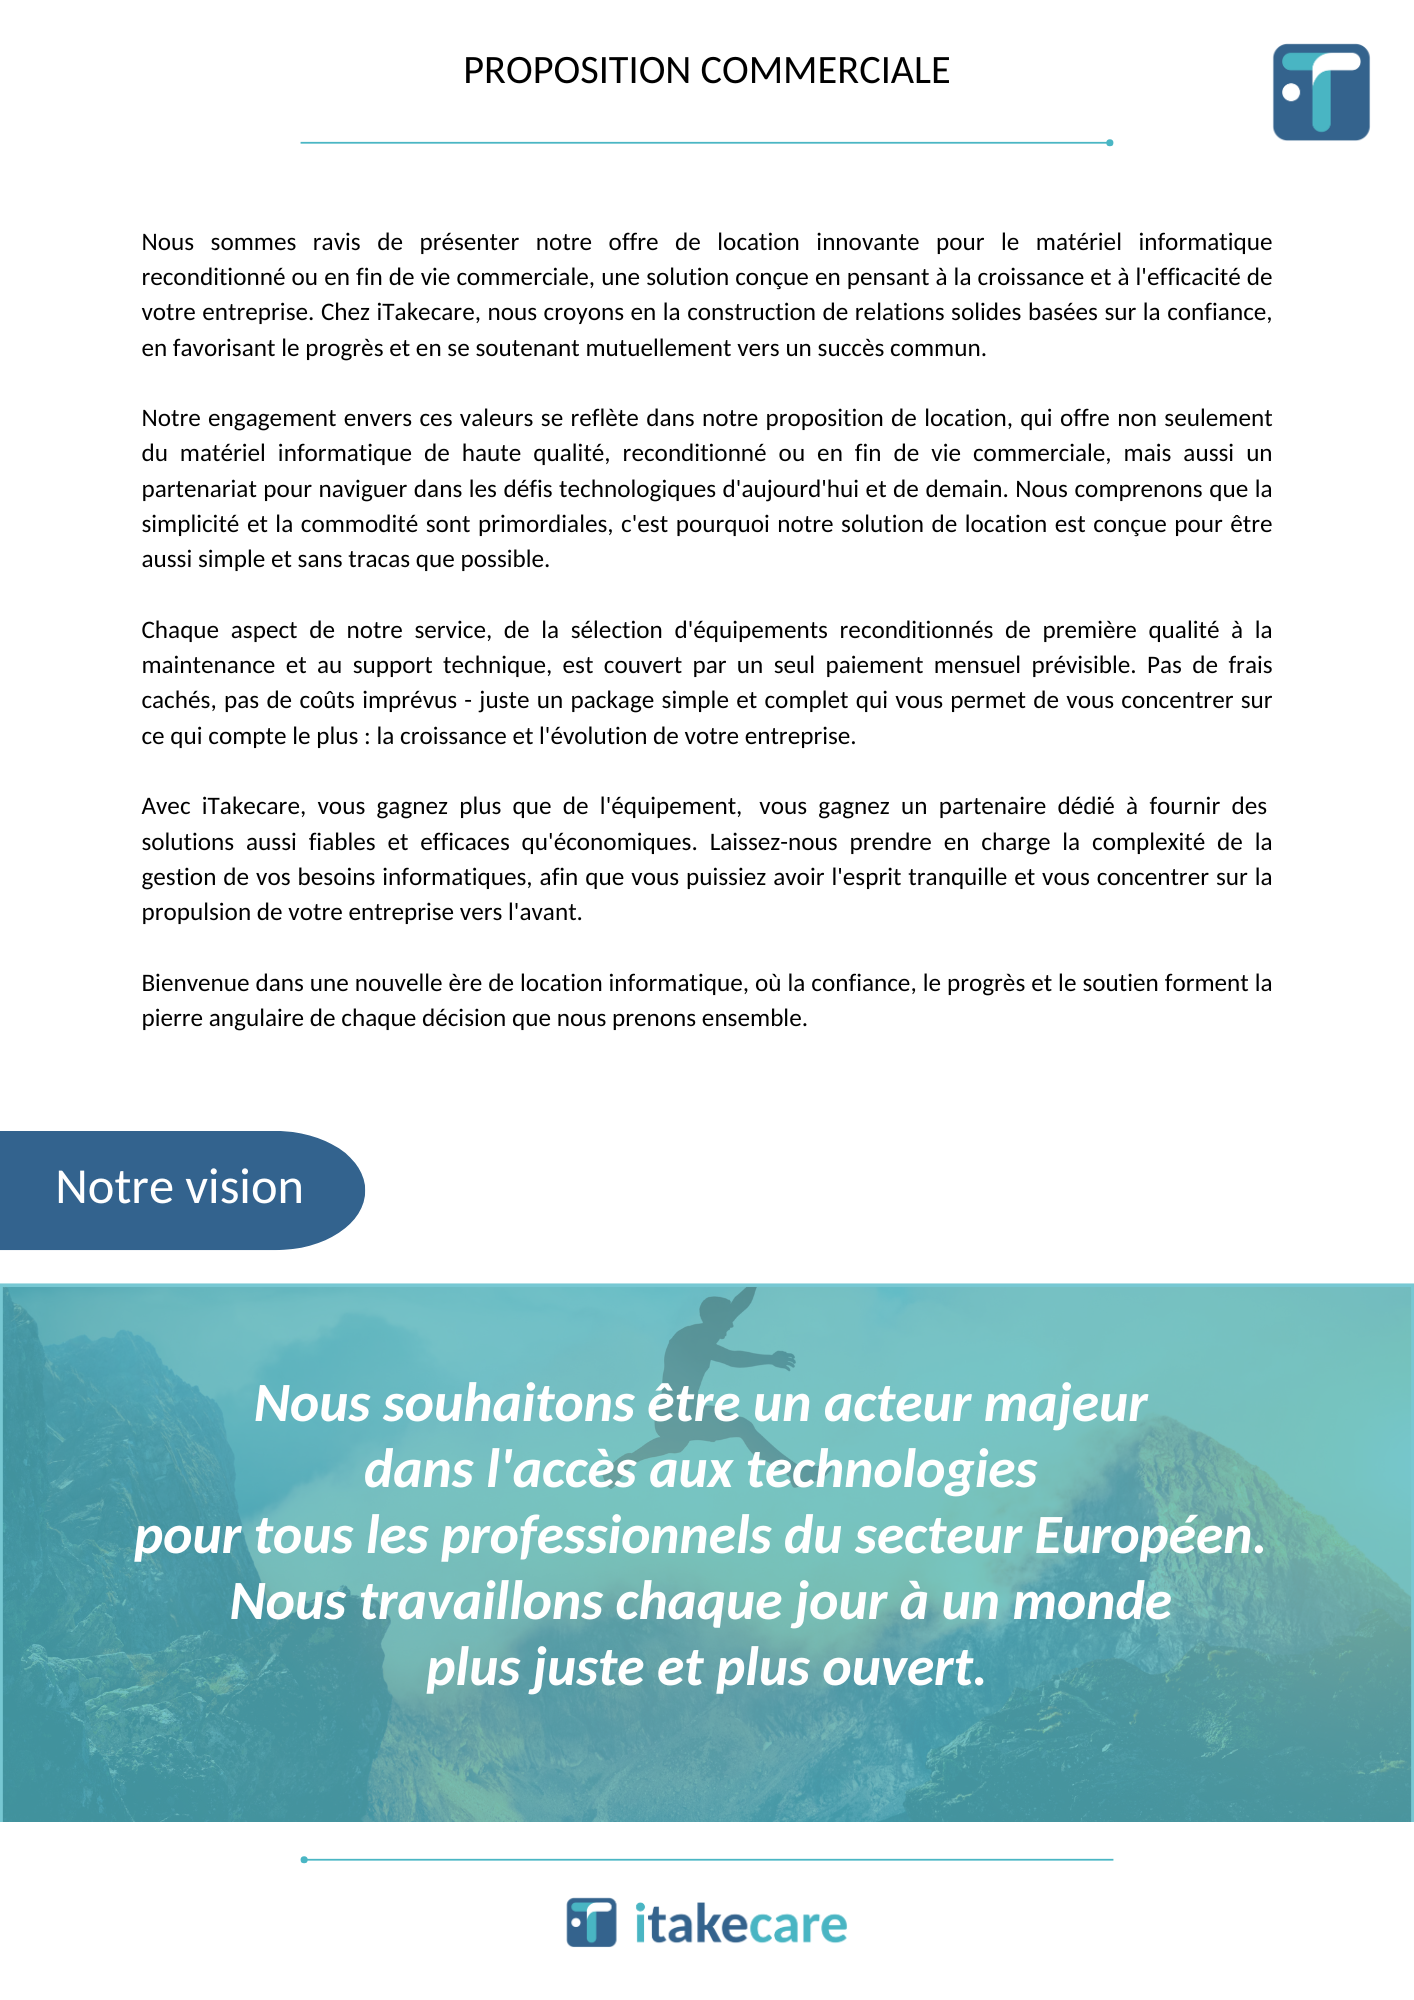 PROPOSITION COMMERCIALE
Nous sommes ravis de présenter notre offre de location innovante pour le matériel informatique
reconditionné ou en fin de vie commerciale, une solution conçue en pensant à la croissance et à l'efficacité de
votre entreprise. Chez iTakecare, nous croyons en la construction de relations solides basées sur la confiance,
en favorisant le progrès et en se soutenant mutuellement vers un succès commun.
Notre engagement envers ces valeurs se reflète dans notre proposition de location, qui offre non seulement
du matériel informatique de haute qualité, reconditionné ou en fin de vie commerciale, mais aussi un
partenariat pour naviguer dans les défis technologiques d'aujourd'hui et de demain. Nous comprenons que la
simplicité et la commodité sont primordiales, c'est pourquoi notre solution de location est conçue pour être
aussi simple et sans tracas que possible.
Chaque aspect de notre service, de la sélection d'équipements reconditionnés de première qualité à la
maintenance et au support technique, est couvert par un seul paiement mensuel prévisible. Pas de frais
cachés, pas de coûts imprévus - juste un package simple et complet qui vous permet de vous concentrer sur
ce qui compte le plus : la croissance et l'évolution de votre entreprise.
Avec iTakecare, vous gagnez plus que de l'équipement, vous gagnez un partenaire dédié à fournir des
solutions aussi fiables et efficaces qu'économiques. Laissez-nous prendre en charge la complexité de la
gestion de vos besoins informatiques, afin que vous puissiez avoir l'esprit tranquille et vous concentrer sur la
propulsion de votre entreprise vers l'avant.
Bienvenue dans une nouvelle ère de location informatique, où la confiance, le progrès et le soutien forment la
pierre angulaire de chaque décision que nous prenons ensemble.
Notre vision
Nous souhaitons être un acteur majeur
dans l'accès aux technologies
pour tous les professionnels du secteur Européen.
Nous travaillons chaque jour à un monde
plus juste et plus ouvert.
itakecare